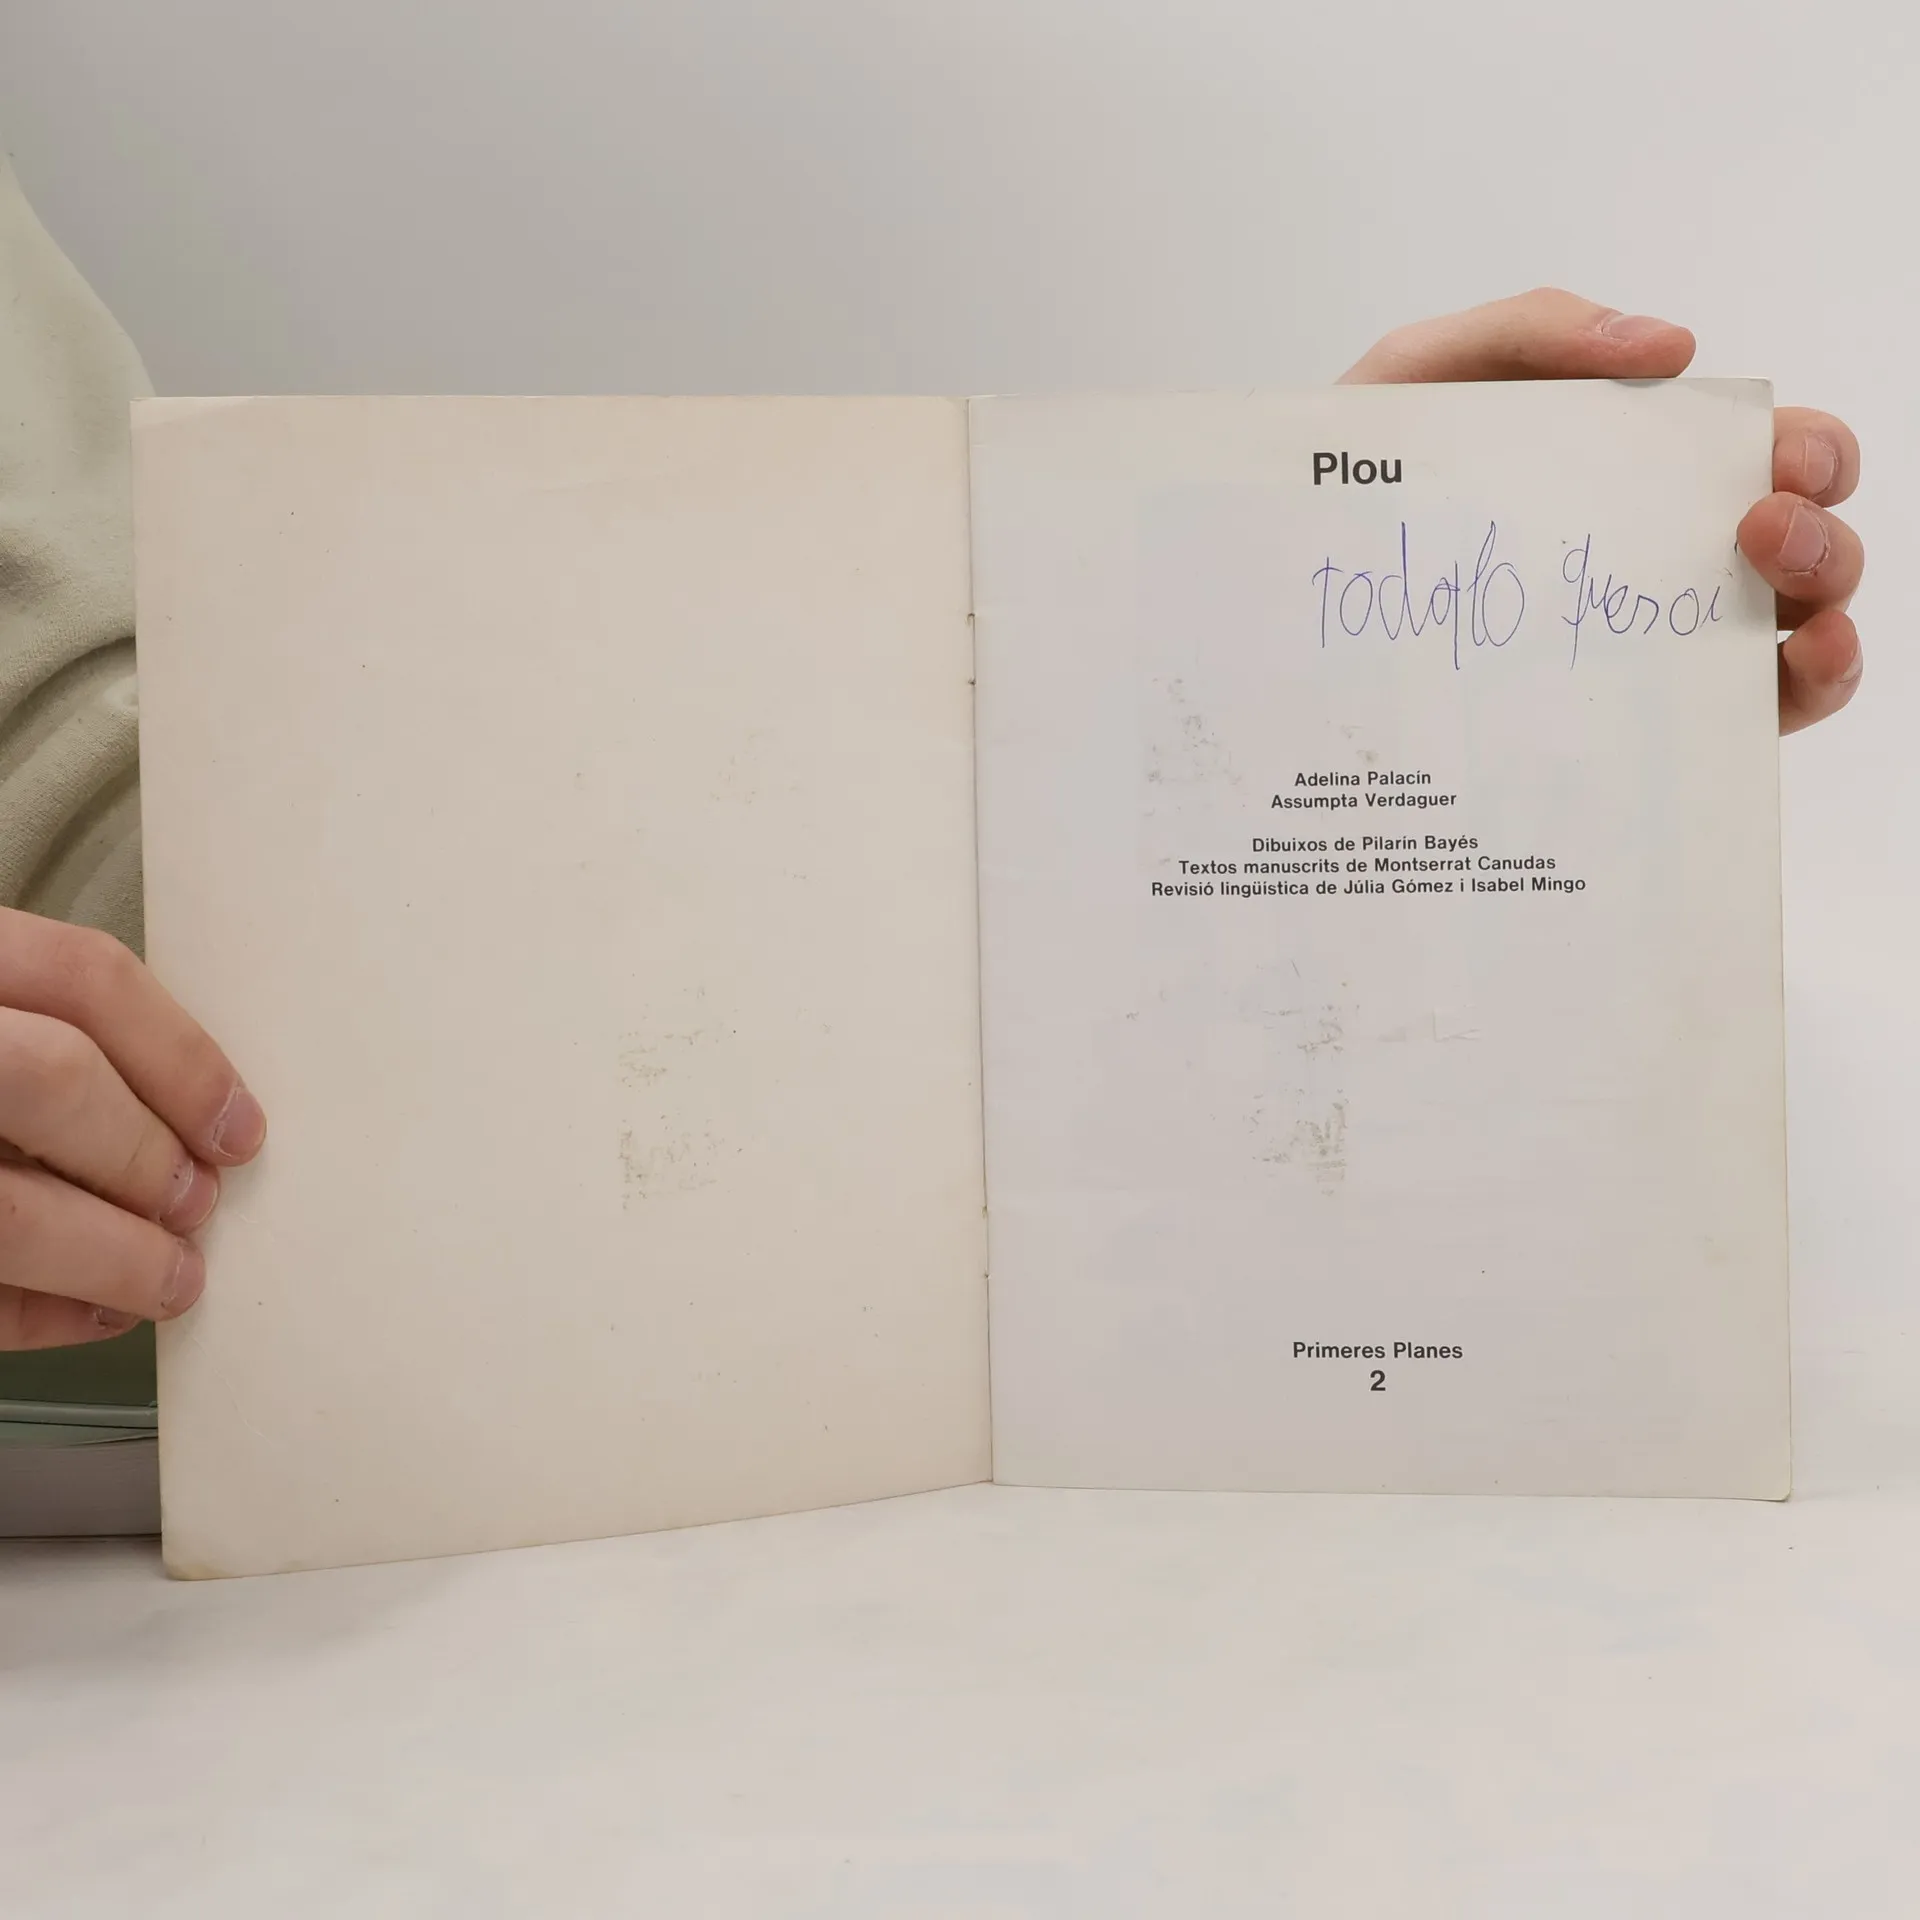 Plou
rodolfo
Adelina Palacín
Assumpta Verdaguer
Dibuixos de Pilarín Bayés
Textos manuscrits de Montserrat Canudas
Revisió lingüística de Júlia Gómez i Isabel Mingo
Primeres Planes
2